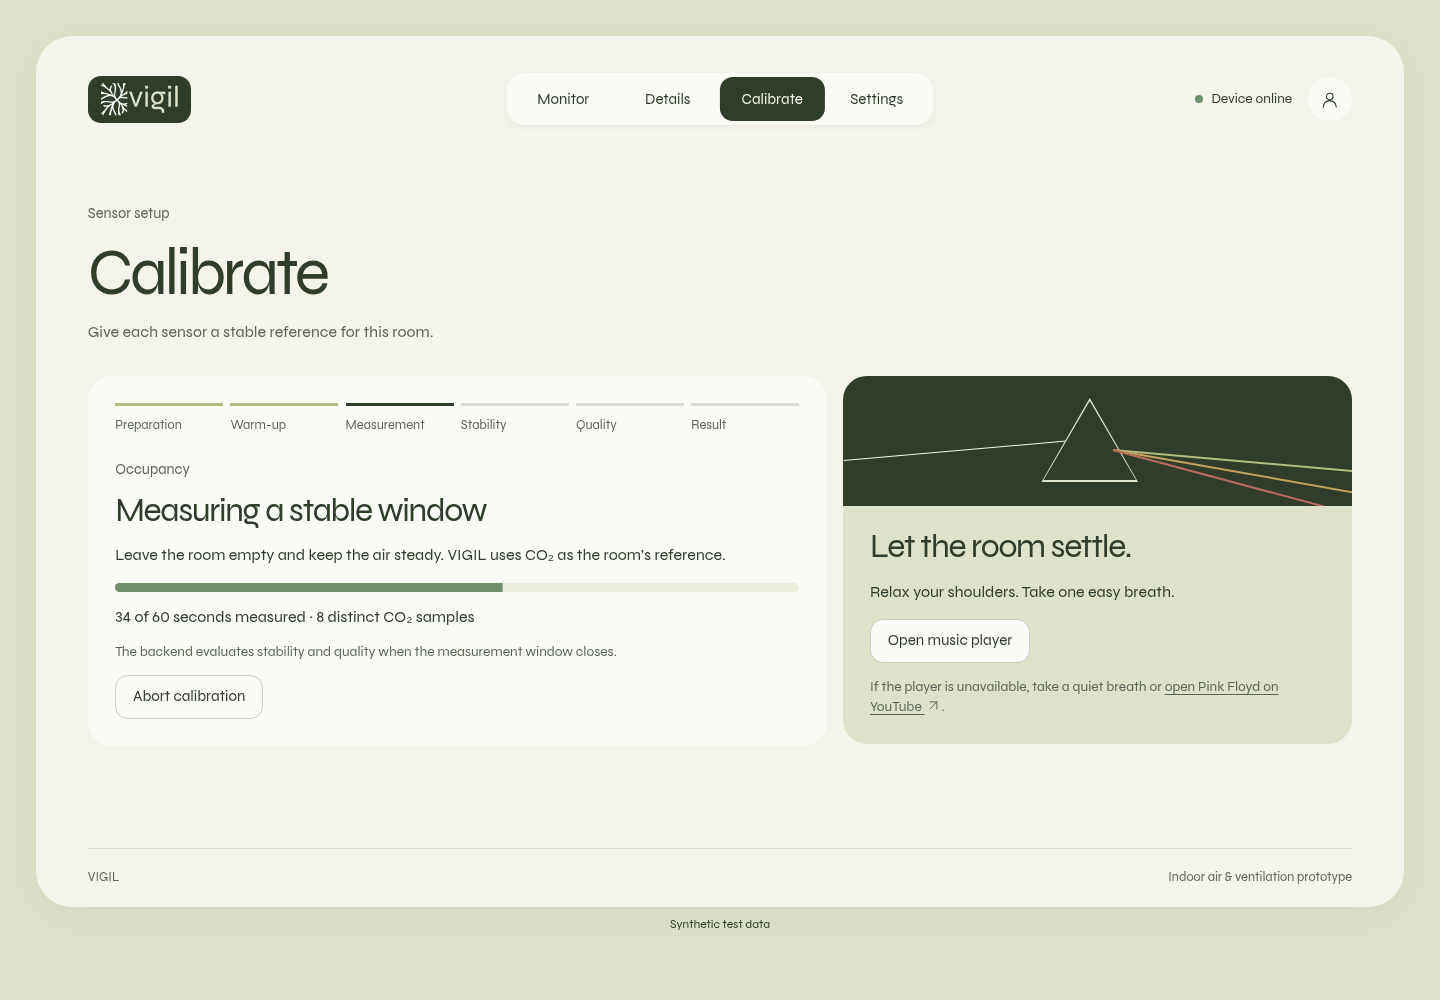 vigil
Monitor
Details
Calibrate
Settings
Device online
Sensor setup
Calibrate
Give each sensor a stable reference for this room.
Preparation
Warm-up
Measurement
Stability
Quality
Result
Occupancy
Measuring a stable window
Leave the room empty and keep the air steady. VIGIL uses CO₂ as the room’s reference.
34 of 60 seconds measured · 8 distinct CO₂ samples
The backend evaluates stability and quality when the measurement window closes.
Abort calibration
Let the room settle.
Relax your shoulders. Take one easy breath.
Open music player
If the player is unavailable, take a quiet breath or open Pink Floyd on
YouTube ↗.
VIGIL
Indoor air & ventilation prototype
Synthetic test data